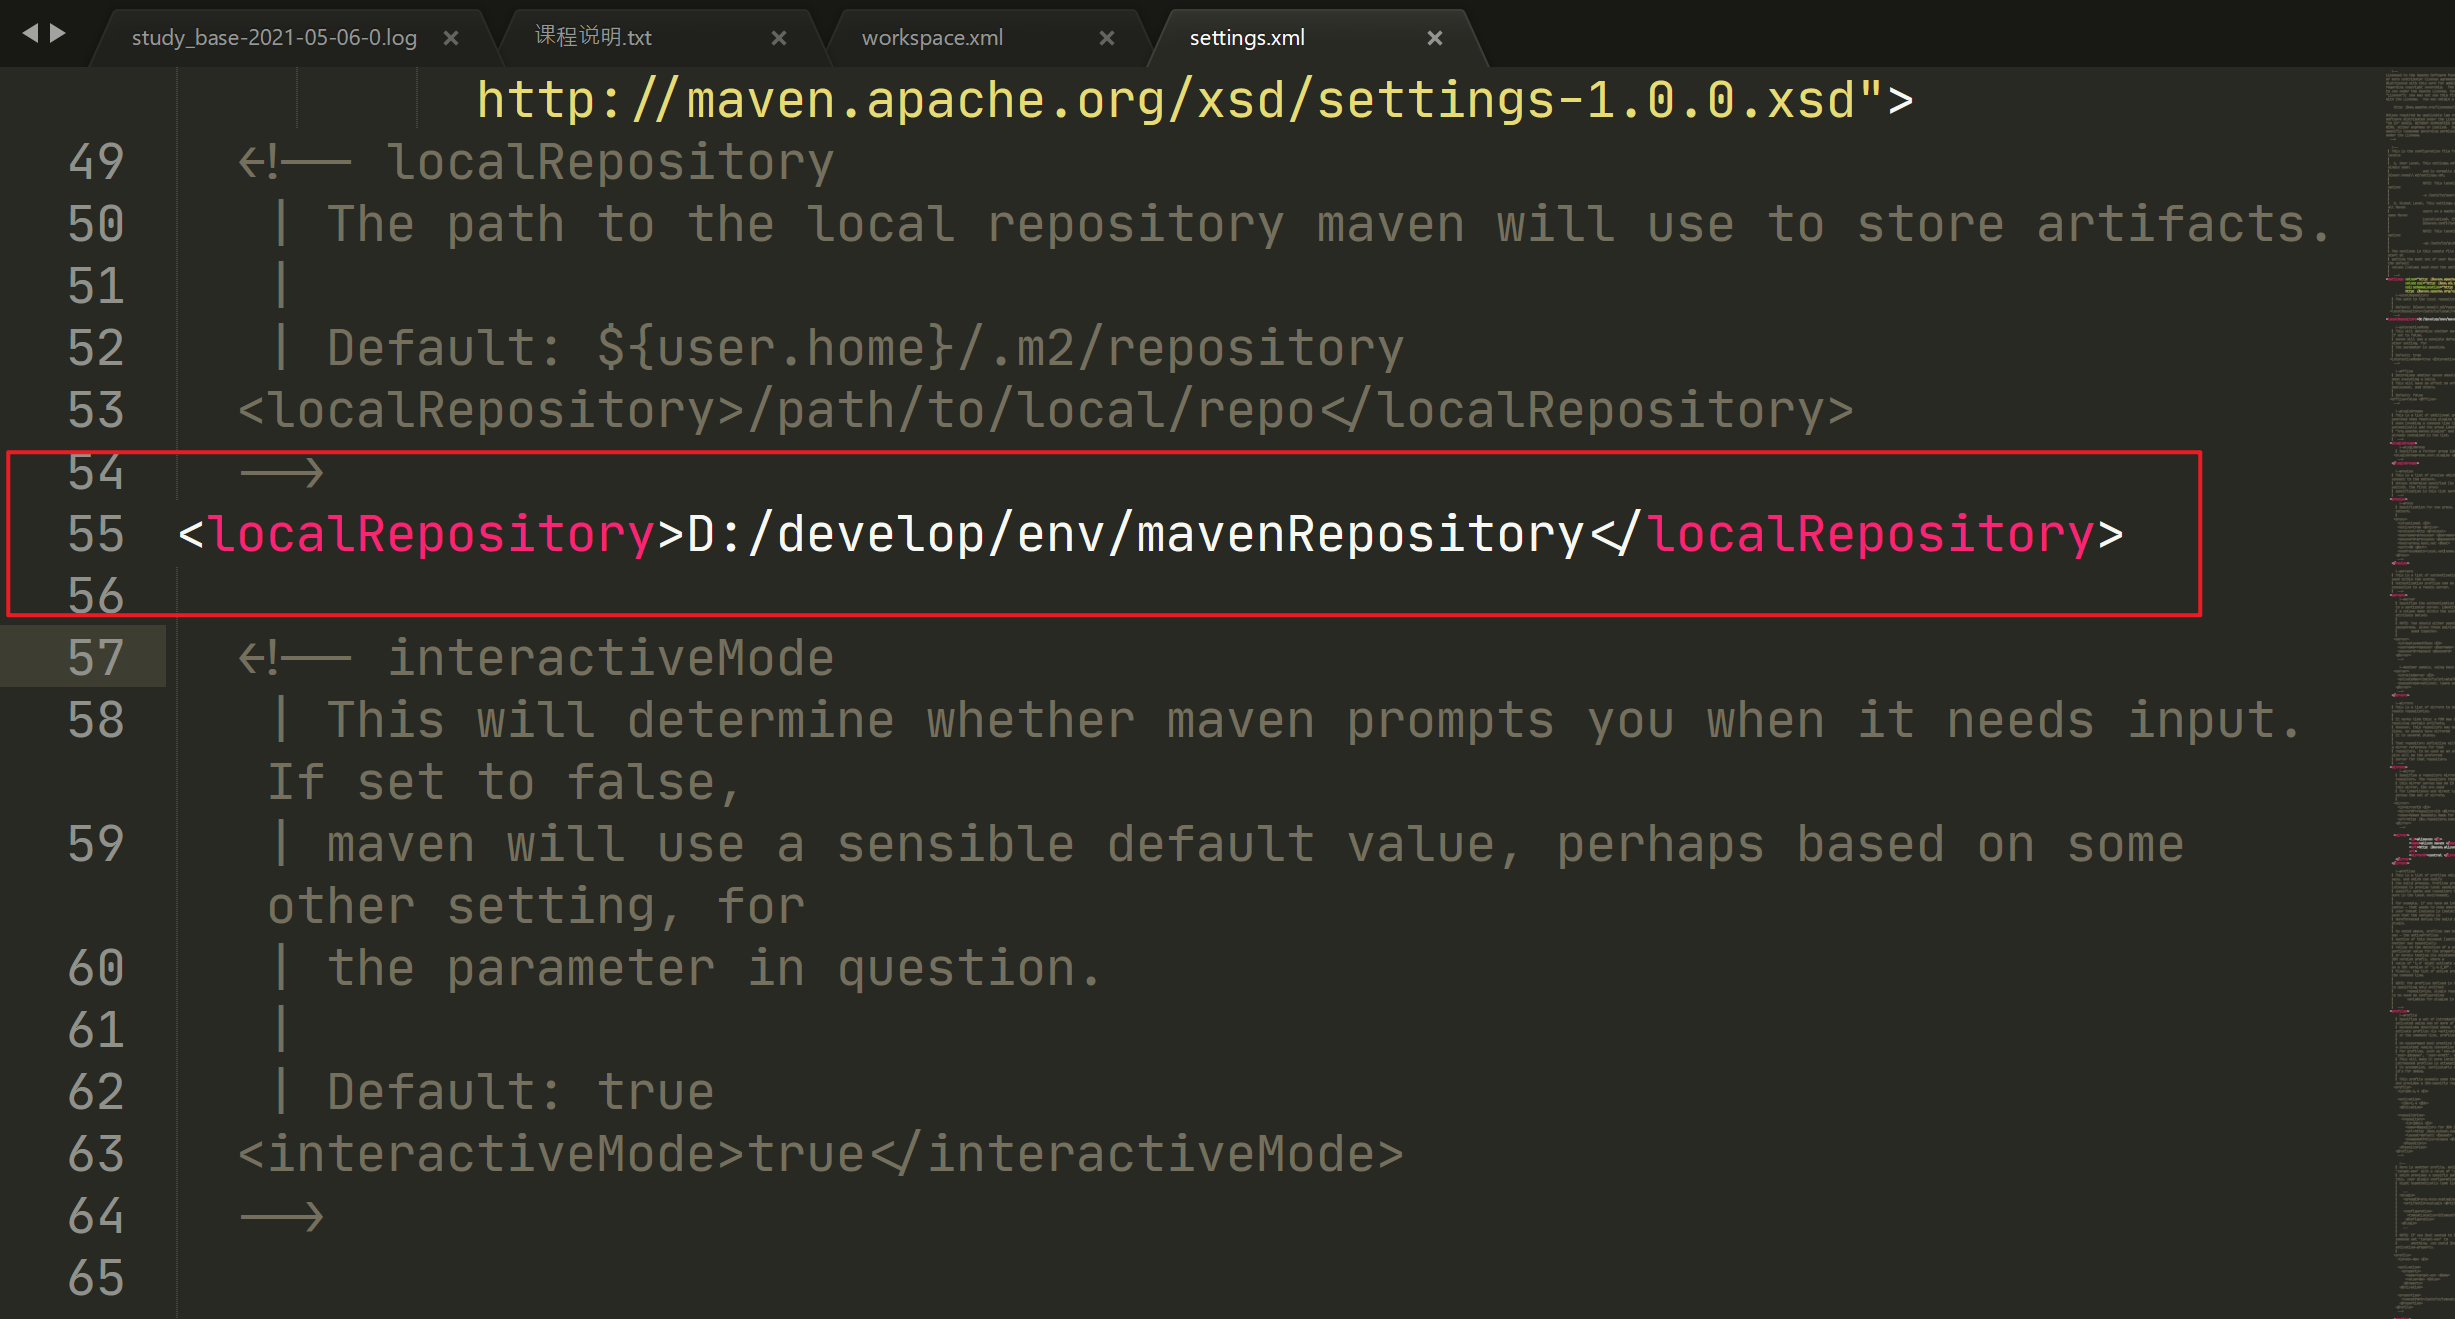 study_base-2021-05-06-0.log
课程说明.txt
workspace.xml
settings.xml
http://maven.apache.org/xsd/settings-1.0.0.xsd">
49 <!-- localRepository
50 | The path to the local repository maven will use to store artifacts.
51 |
52 | Default: ${user.home}/.m2/repository
53 <localRepository>/path/to/local/repo</localRepository>
54 -->
55 <localRepository>D:/develop/env/mavenRepository</localRepository>
56
57 <!-- interactiveMode
58 | This will determine whether maven prompts you when it needs input.
If set to false,
59 | maven will use a sensible default value, perhaps based on some
other setting, for
60 | the parameter in question.
61 |
62 | Default: true
63 <interactiveMode>true</interactiveMode>
64 -->
65